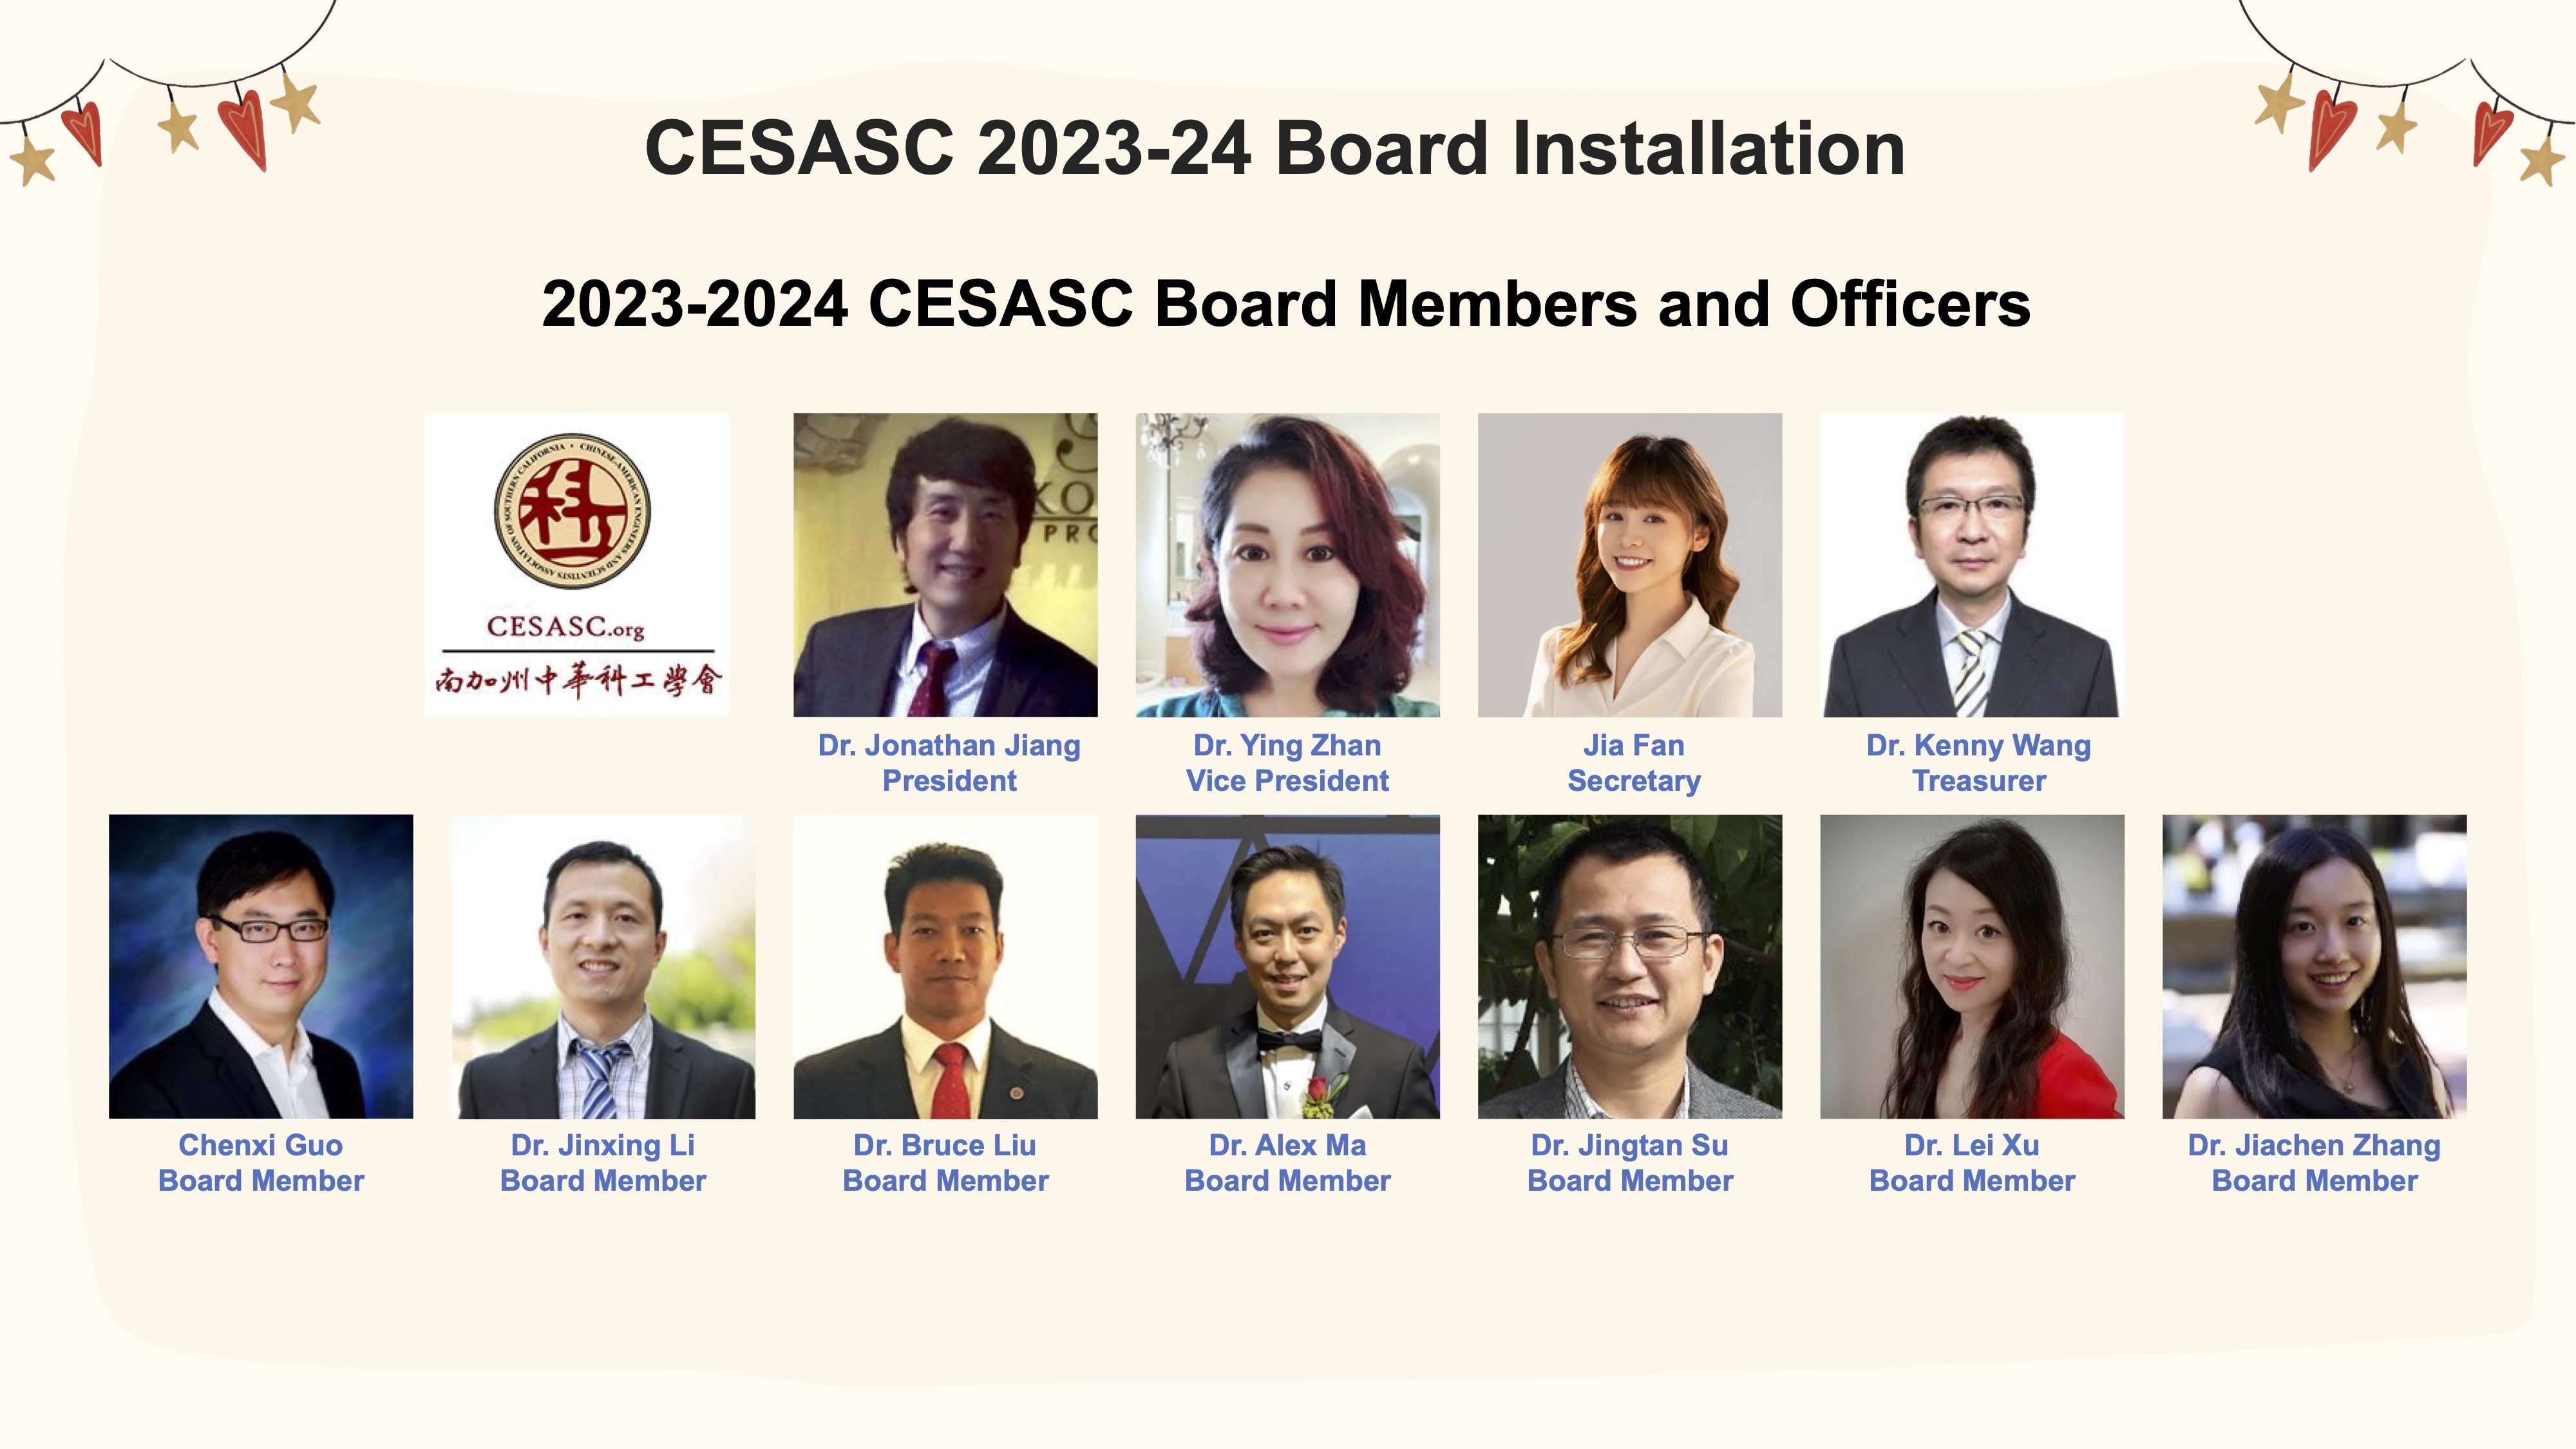 CESASC 2023-24 Board Installation
2023-2024 CESASC Board Members and Officers
CHINESE-AMERICAN ENGINEERS AND SCIENTISTS ASSOCIATION OF SOUTHERN CALIFORNIA •
科工
CESASC.org
南加州中華科工學會
KO
PRO
Dr. Jonathan Jiang
President
Dr. Ying Zhan
Vice President
Jia Fan
Secretary
Dr. Kenny Wang
Treasurer
Chenxi Guo
Board Member
Dr. Jinxing Li
Board Member
Dr. Bruce Liu
Board Member
Dr. Alex Ma
Board Member
Dr. Jingtan Su
Board Member
Dr. Lei Xu
Board Member
Dr. Jiachen Zhang
Board Member